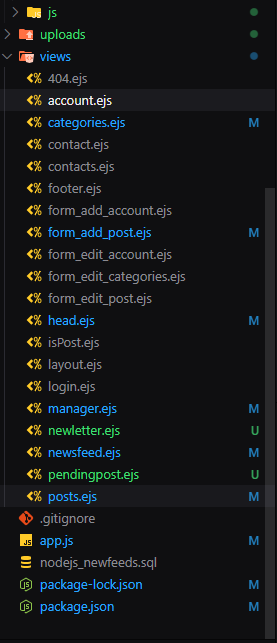 js
uploads
views
404.ejs
account.ejs
categories.ejs M
contact.ejs
contacts.ejs
footer.ejs
form_add_account.ejs
form_add_post.ejs M
form_edit_account.ejs
form_edit_categories.ejs
form_edit_post.ejs
head.ejs M
isPost.ejs
layout.ejs
login.ejs
manager.ejs M
newletter.ejs U
newsfeed.ejs M
pendingpost.ejs U
posts.ejs M
.gitignore
JS app.js M
nodejs_newfeeds.sql
package-lock.json M
package.json M